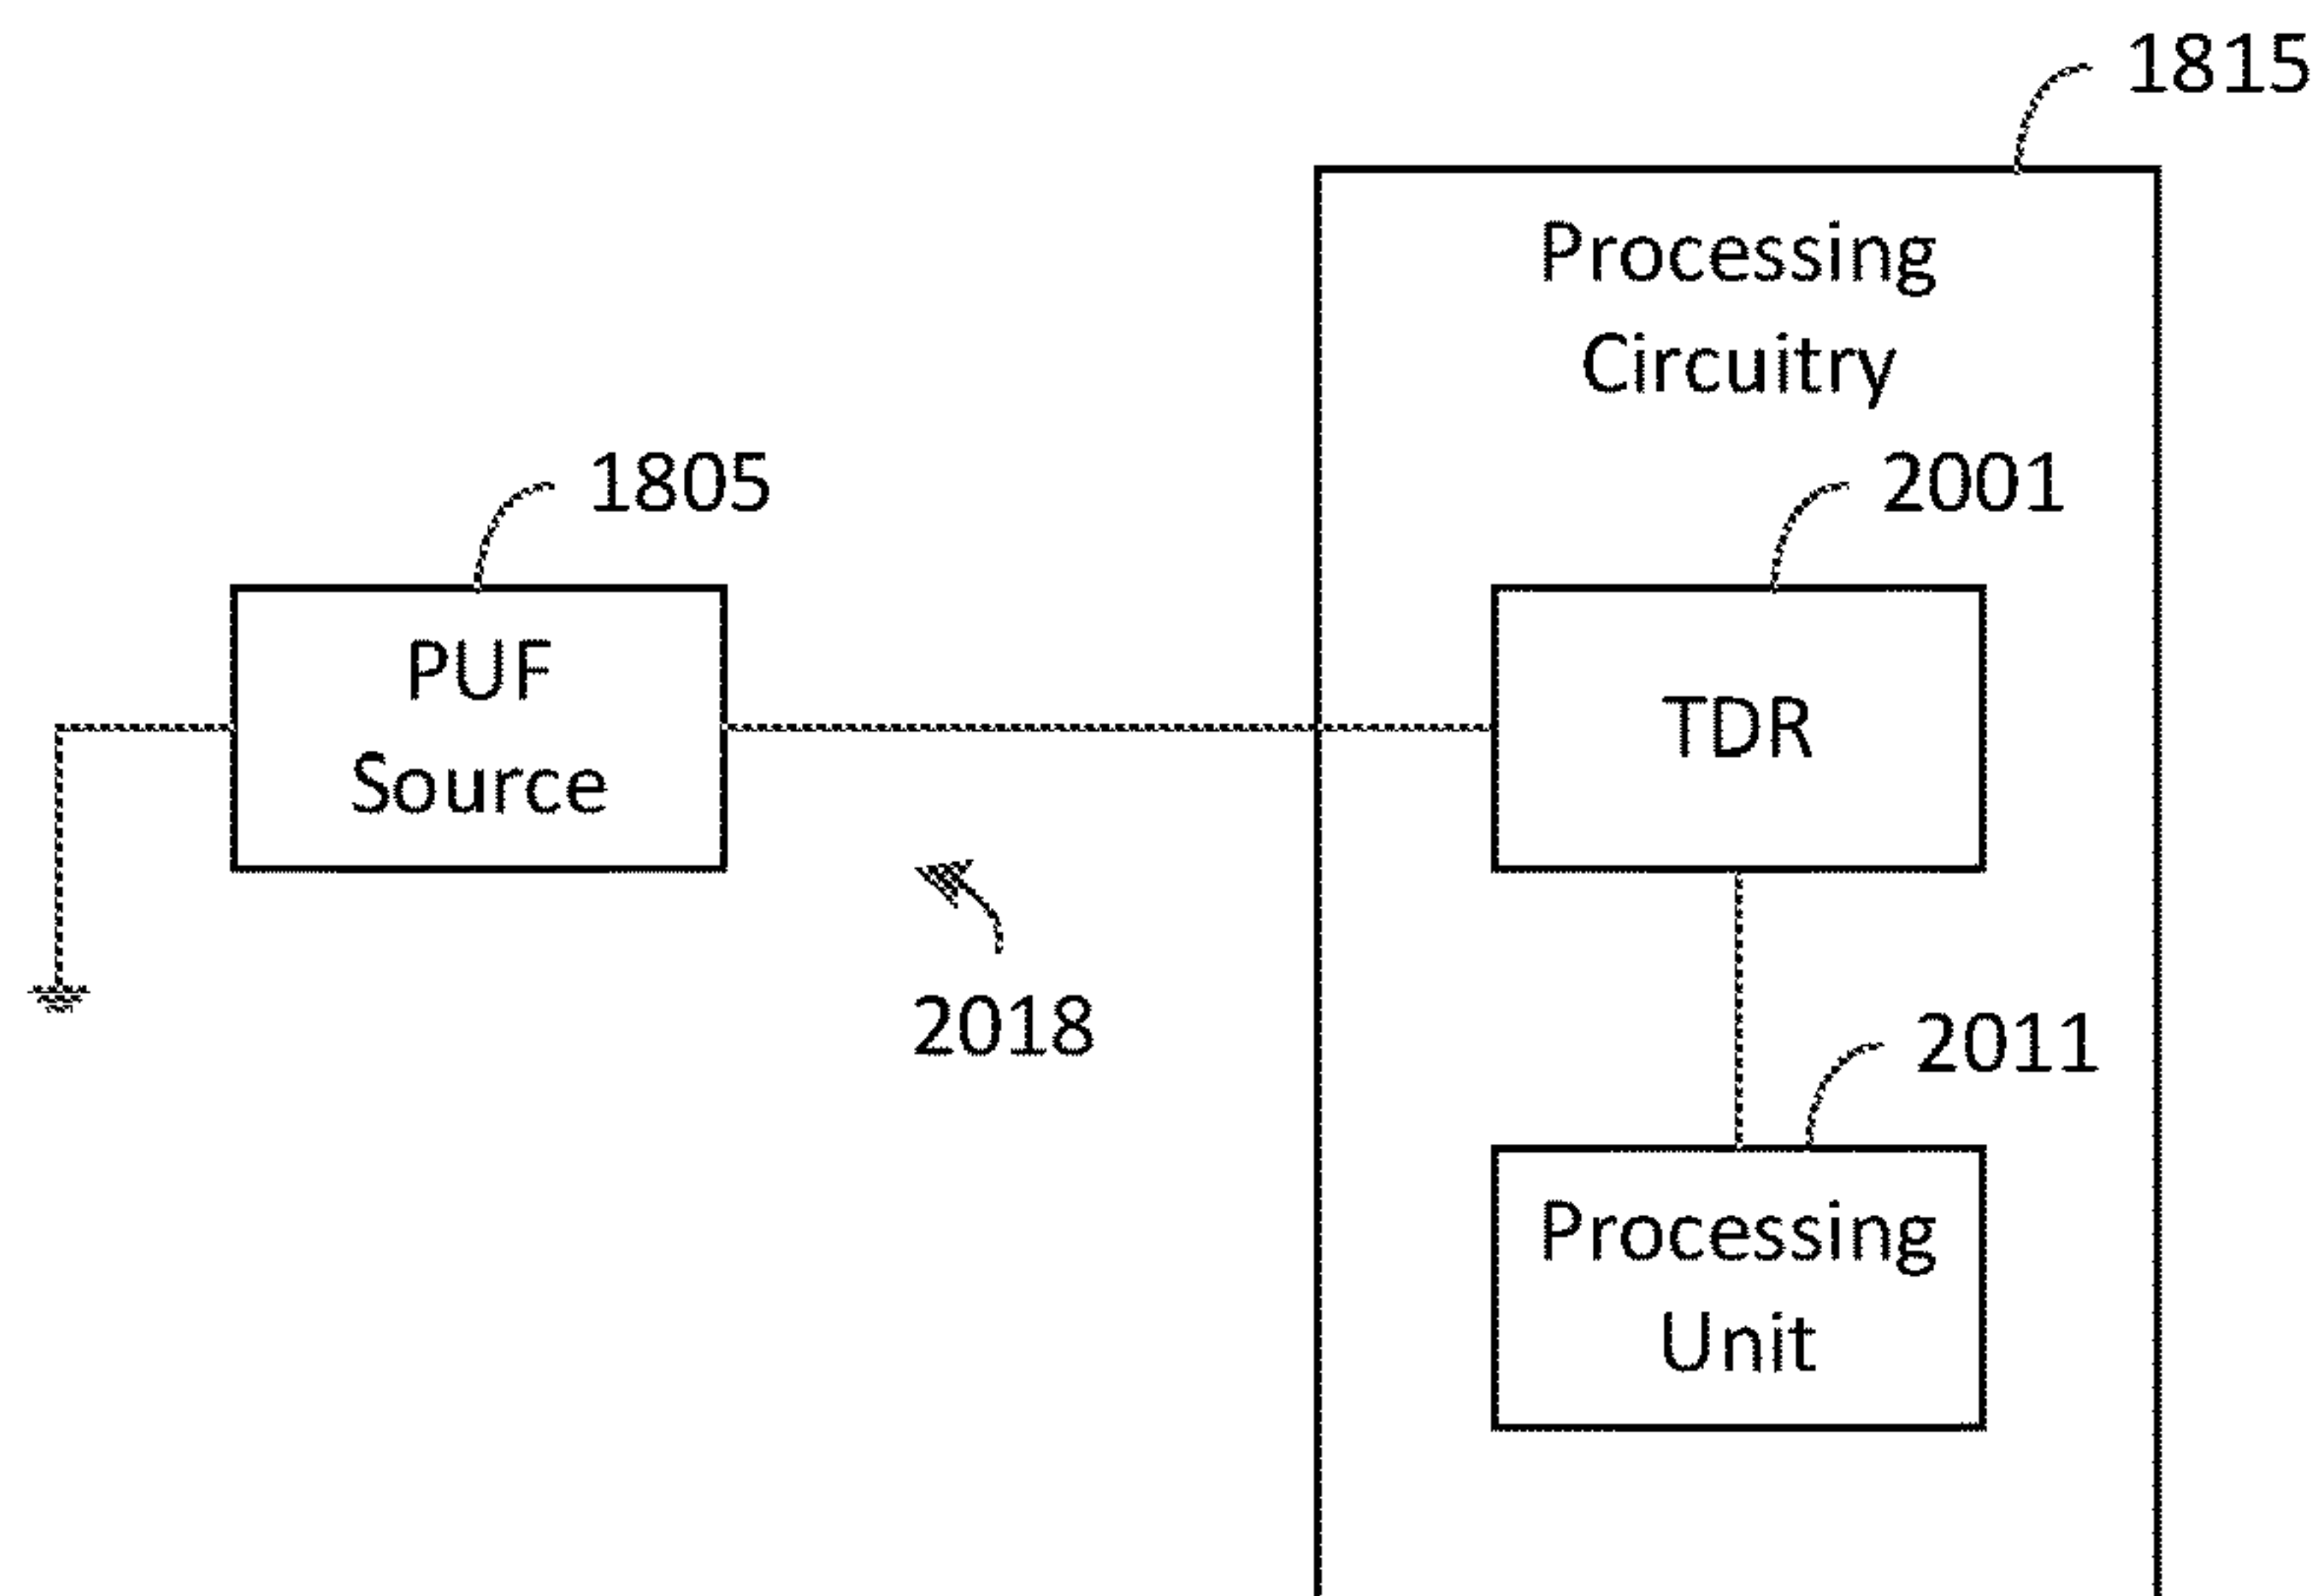 1815
Processing
Circuitry
1805
2001
PUF
Source
TDR
2018
2011
Processing
Unit